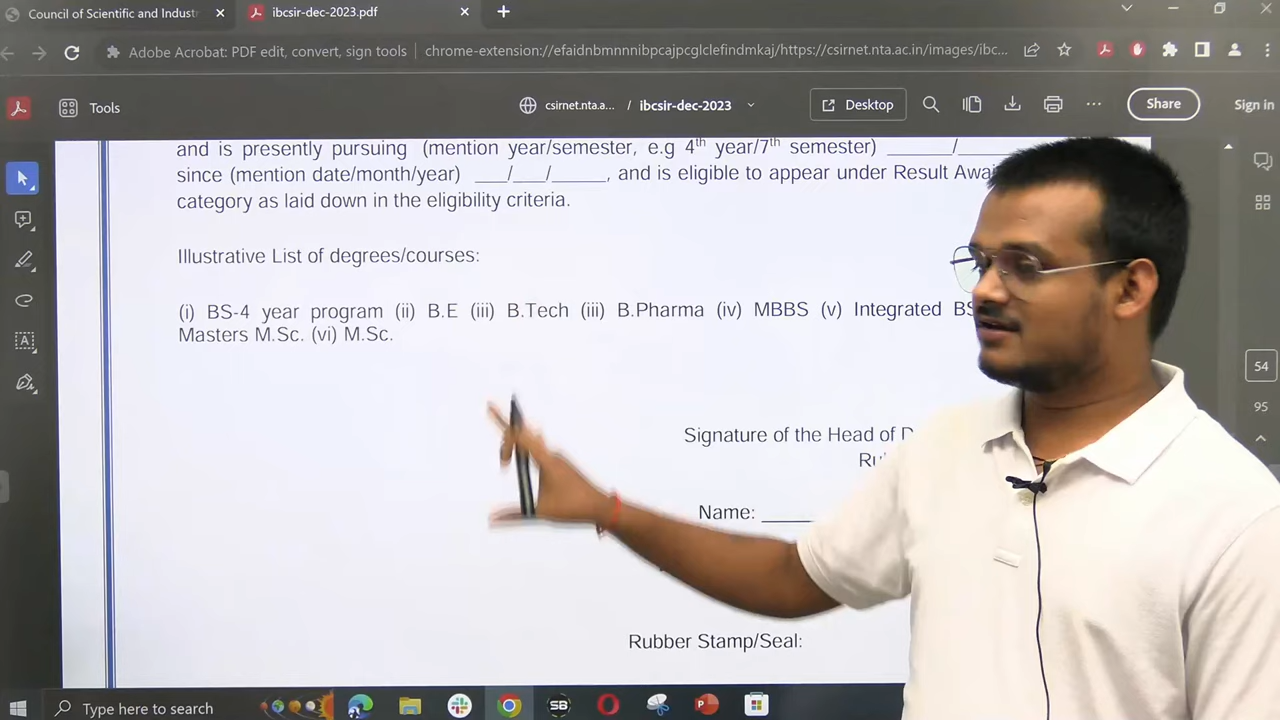 Council of Scientific and Indust
ibcsir-dec-2023.pdf
Adobe Acrobat: PDF edit, convert, sign tools
chrome-extension://efaidnbmnnnibpcajpcglclefindmkaj/https://csirnet.nta.ac.in/images/ibc...
Tools
csirnet.nta.a... / ibcsir-dec-2023
Desktop
Share
Sign in
and is presently pursuing (mention year/semester, e.g 4th year/7th semester) ______/______
since (mention date/month/year) ___/___/_____, and is eligible to appear under Result
category as laid down in the eligibility criteria.
Illustrative List of degrees/courses:
(i) BS-4 year program (ii) B.E (iii) B.Tech (iii) B.Pharma (iv) MBBS (v) Integrated
Masters M.Sc. (vi) M.Sc.
54
95
Signature of the Head of
Name: ______
Rubber Stamp/Seal:
Type here to search
SB